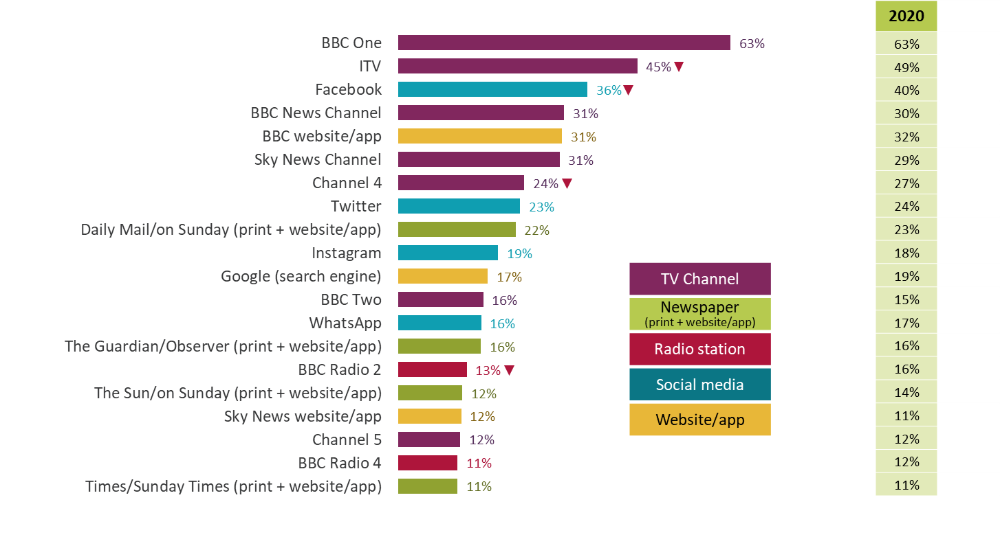 2020
BBC One 63% 63%
ITV 45% ▼ 49%
Facebook 36% ▼ 40%
BBC News Channel 31% 30%
BBC website/app 31% 32%
Sky News Channel 31% 29%
Channel 4 24% ▼ 27%
Twitter 23% 24%
Daily Mail/on Sunday (print + website/app) 22% 23%
Instagram 19% 18%
Google (search engine) 17% 19%
BBC Two 16% 15%
WhatsApp 16% 17%
The Guardian/Observer (print + website/app) 16% 16%
BBC Radio 2 13% ▼ 16%
The Sun/on Sunday (print + website/app) 12% 14%
Sky News website/app 12% 11%
Channel 5 12% 12%
BBC Radio 4 11% 12%
Times/Sunday Times (print + website/app) 11% 11%
TV Channel
Newspaper
(print + website/app)
Radio station
Social media
Website/app